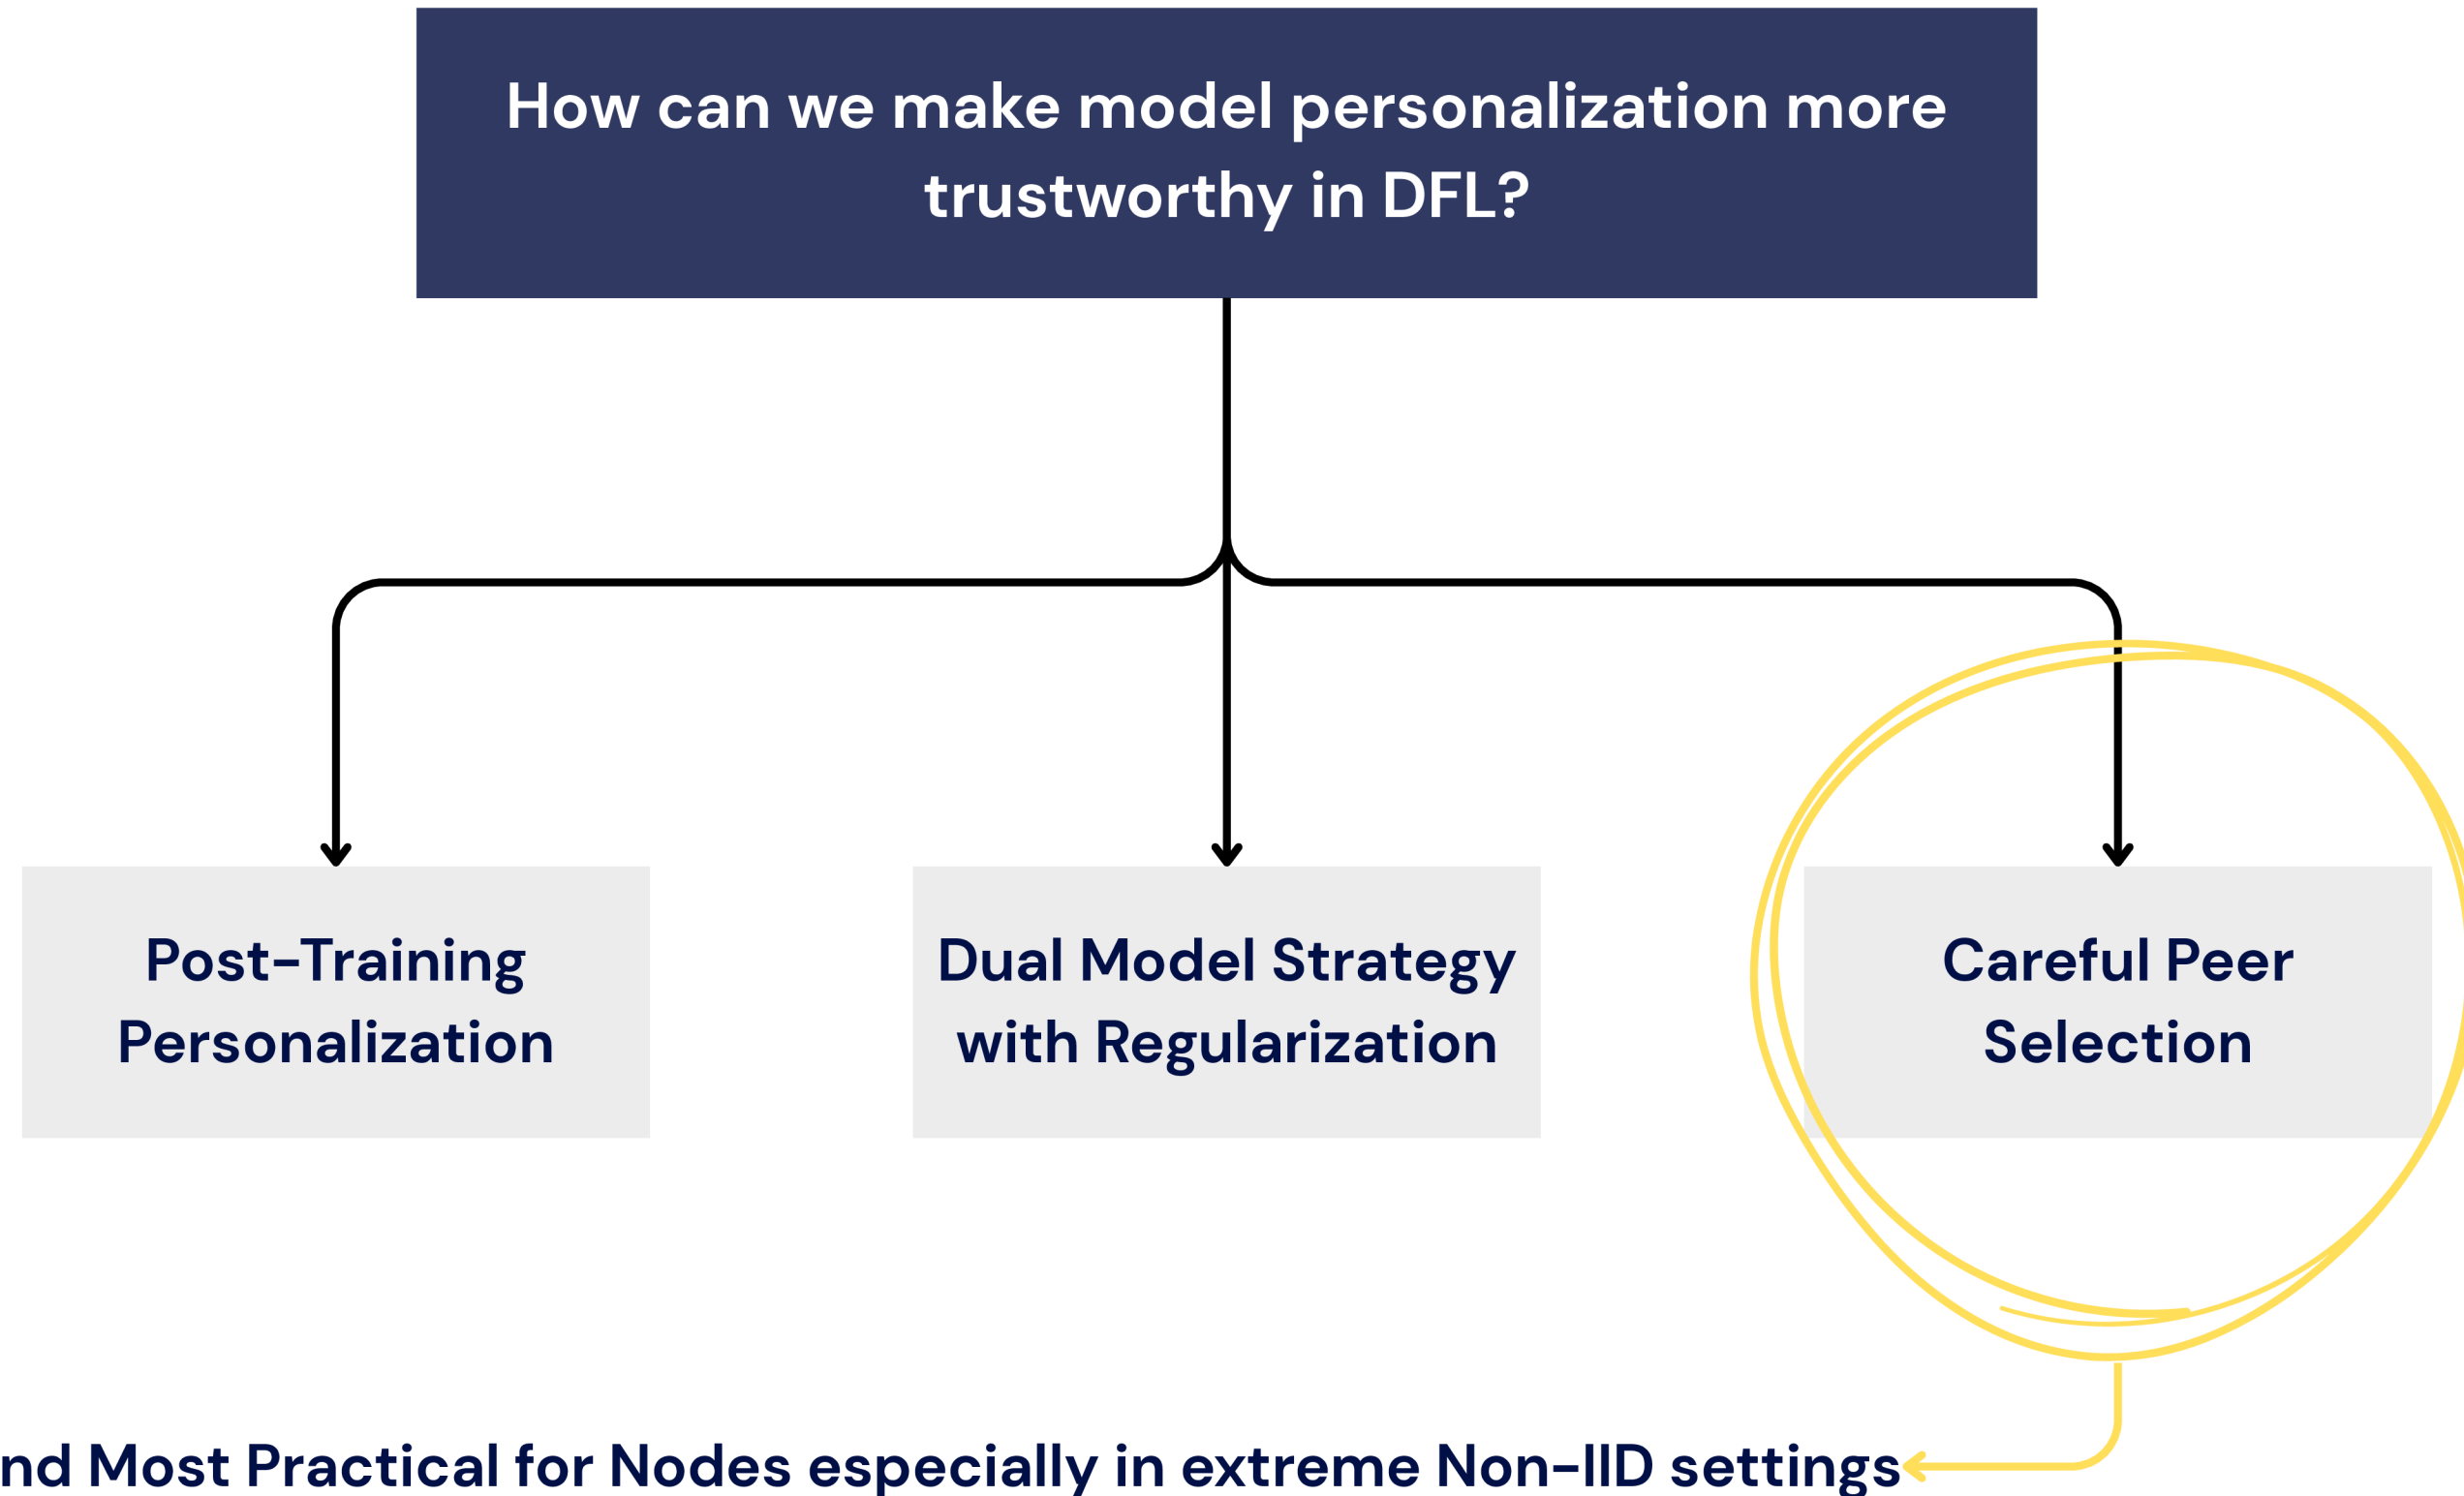 How can we make model personalization more
trustworthy in DFL?
Post-Training
Personalization
Dual Model Strategy
with Regularization
Careful Peer
Selection
Most Practical for Nodes especially in extreme Non-IID settings